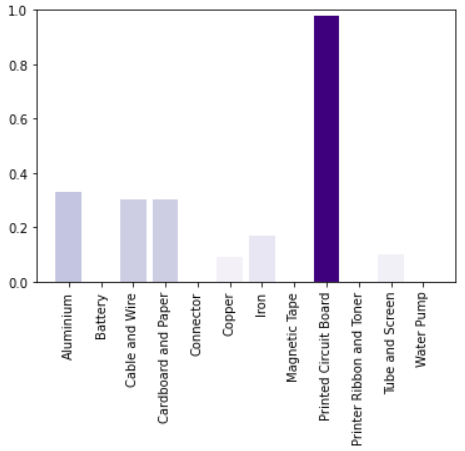 1.0
0.8
0.6
0.4
0.2
0.0
Aluminium
Battery
Cable and Wire
Cardboard and Paper
Connector
Copper
Iron
Magnetic Tape
Printed Circuit Board
Printer Ribbon and Toner
Tube and Screen
Water Pump